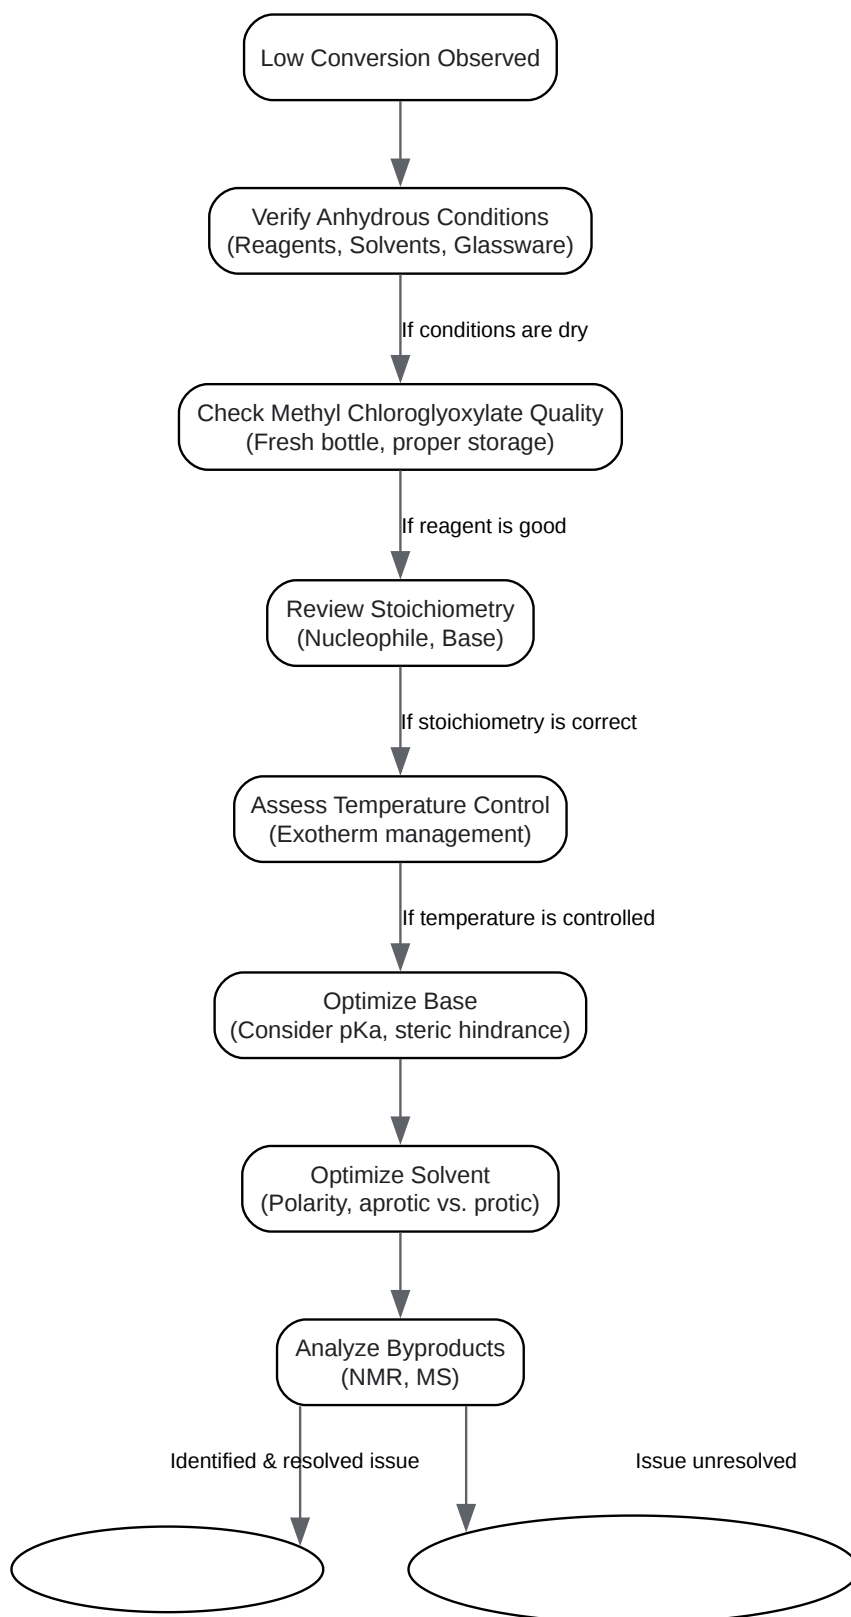 Low Conversion Observed
Verify Anhydrous Conditions
(Reagents, Solvents, Glassware)
If conditions are dry
Check Methyl Chloroglyoxylate Quality
(Fresh bottle, proper storage)
If reagent is good
Review Stoichiometry
(Nucleophile, Base)
If stoichiometry is correct
Assess Temperature Control
(Exotherm management)
If temperature is controlled
Optimize Base
(Consider pKa, steric hindrance)
Optimize Solvent
(Polarity, aprotic vs. protic)
Analyze Byproducts
(NMR, MS)
Identified & resolved issue
Issue unresolved